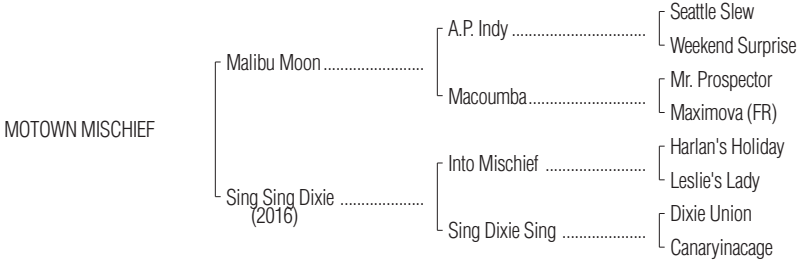 Seattle Slew
A.P. Indy ................................
Weekend Surprise
Malibu Moon ........................
Mr. Prospector
Macoumba............................
Maximova (FR)
MOTOWN MISCHIEF
Harlan's Holiday
Into Mischief ........................
Leslie's Lady
Sing Sing Dixie ....................
(2016)
Dixie Union
Sing Dixie Sing ....................
Canaryinacage